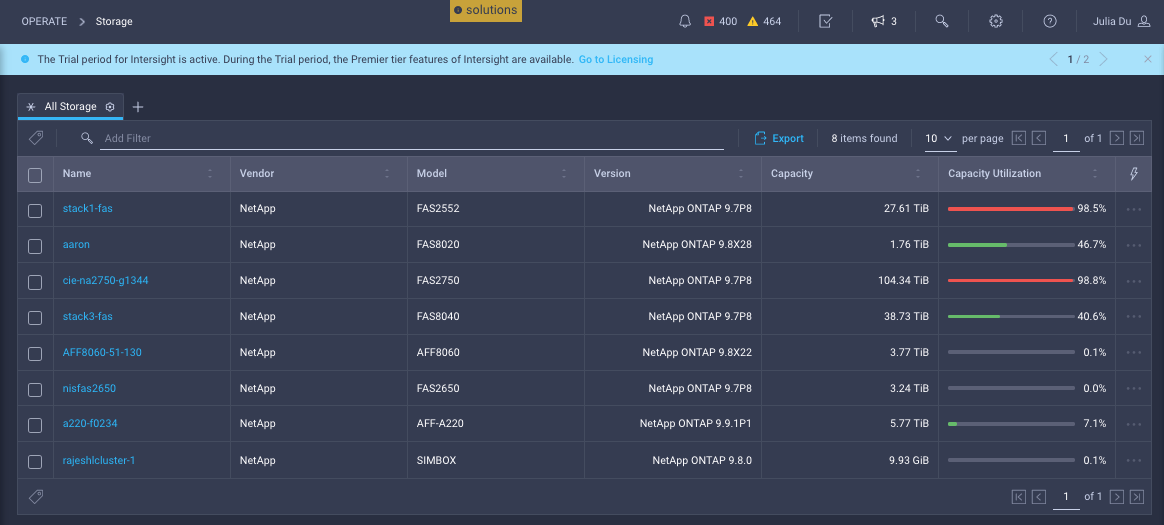 solutions
OPERATE > Storage 400 464 3 Julia Du
The Trial period for Intersight is active. During the Trial period, the Premier tier features of Intersight are available. Go to Licensing 1 / 2
All Storage +
Add Filter Export 8 items found 10 per page 1 of 1
Name Vendor Model Version Capacity Capacity Utilization
stack1-fas NetApp FAS2552 NetApp ONTAP 9.7P8 27.61 TiB 98.5%
aaron NetApp FAS8020 NetApp ONTAP 9.8X28 1.76 TiB 46.7%
cie-na2750-g1344 NetApp FAS2750 NetApp ONTAP 9.7P8 104.34 TiB 98.8%
stack3-fas NetApp FAS8040 NetApp ONTAP 9.7P8 38.73 TiB 40.6%
AFF8060-51-130 NetApp AFF8060 NetApp ONTAP 9.8X22 3.77 TiB 0.1%
nisfas2650 NetApp FAS2650 NetApp ONTAP 9.7P8 3.24 TiB 0.0%
a220-f0234 NetApp AFF-A220 NetApp ONTAP 9.9.1P1 5.77 TiB 7.1%
rajeshlcluster-1 NetApp SIMBOX NetApp ONTAP 9.8.0 9.93 GiB 0.1%
1 of 1